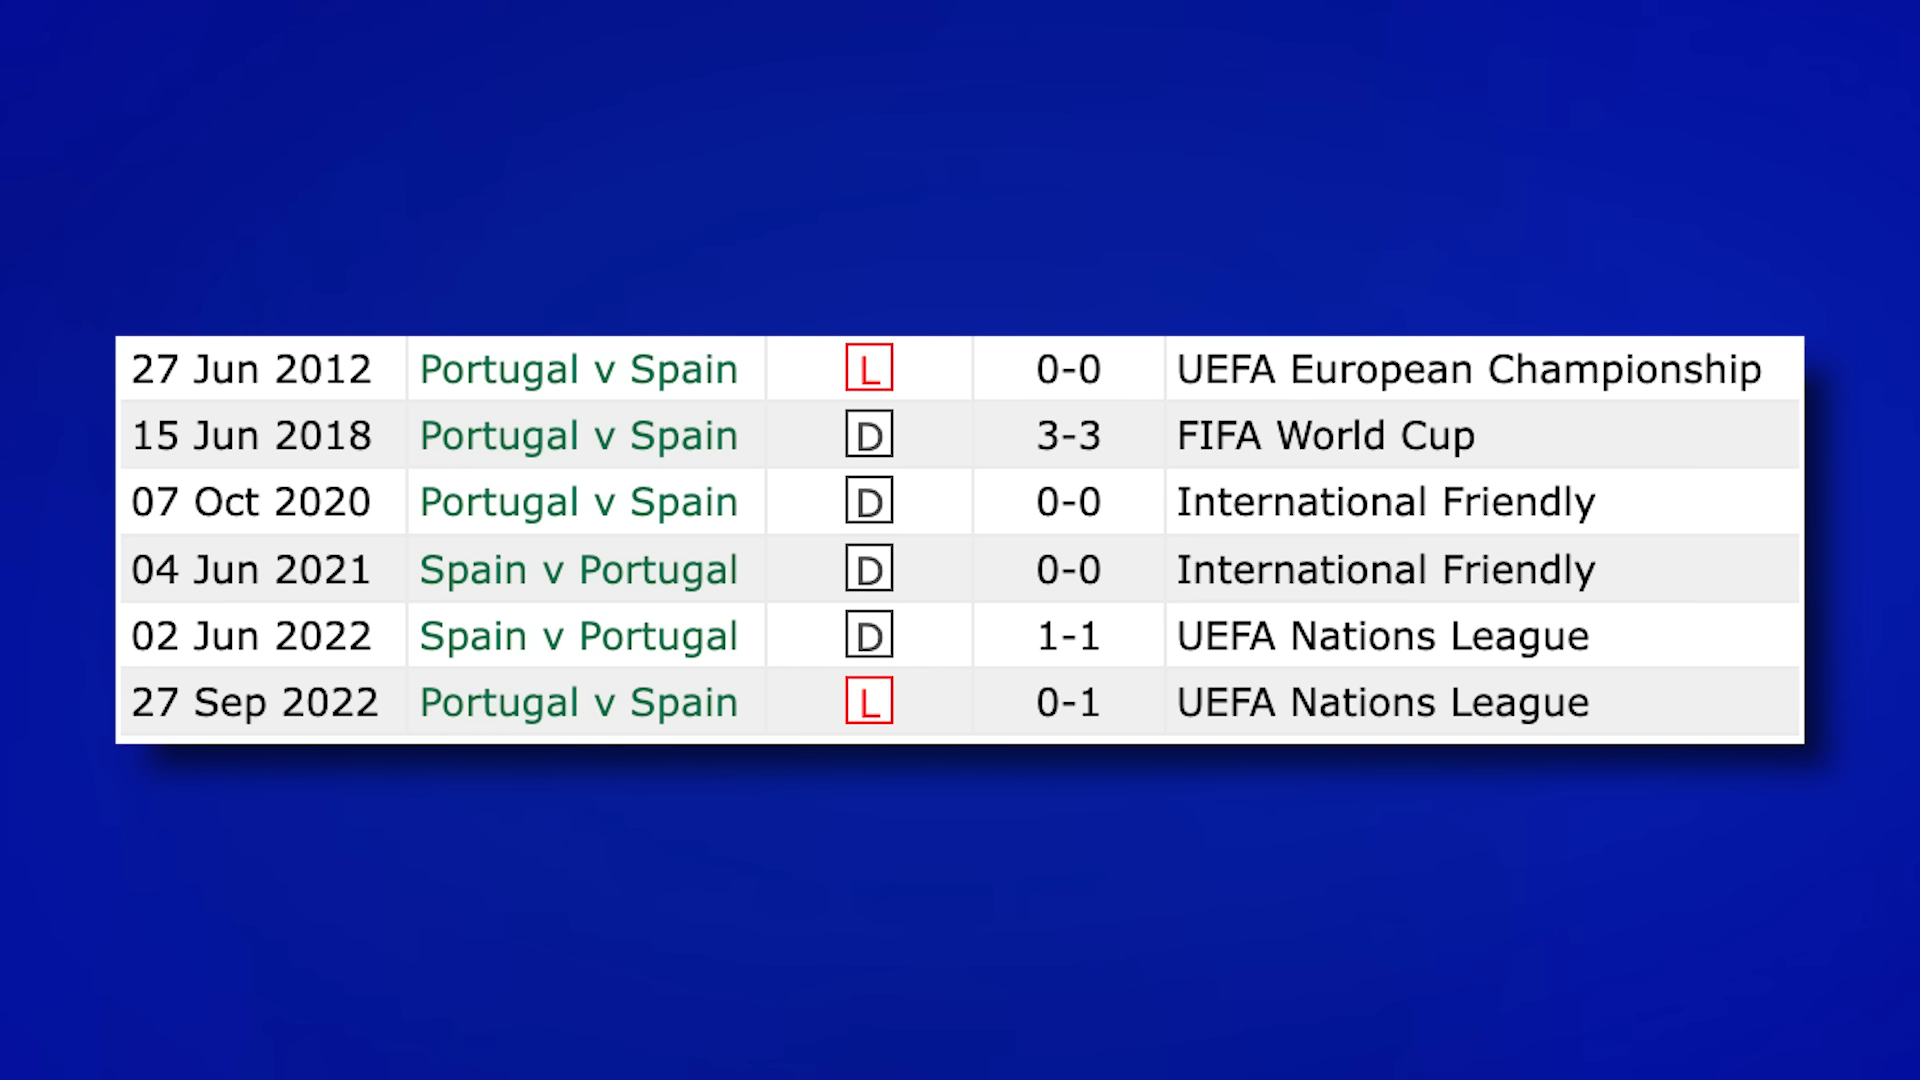 27 Jun 2012 Portugal v Spain L 0-0 UEFA European Championship
15 Jun 2018 Portugal v Spain D 3-3 FIFA World Cup
07 Oct 2020 Portugal v Spain D 0-0 International Friendly
04 Jun 2021 Spain v Portugal D 0-0 International Friendly
02 Jun 2022 Spain v Portugal D 1-1 UEFA Nations League
27 Sep 2022 Portugal v Spain L 0-1 UEFA Nations League